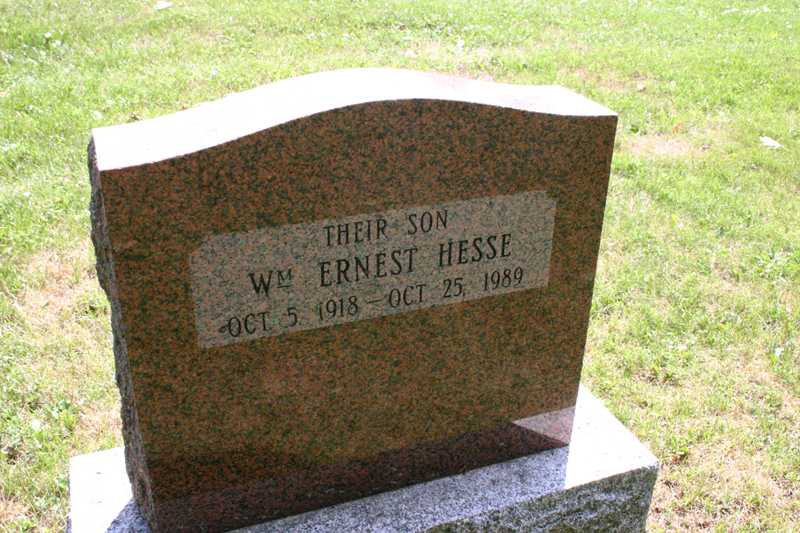 THEIR SON
WM ERNEST HESSE
OCT 5 1918 – OCT 25, 1989